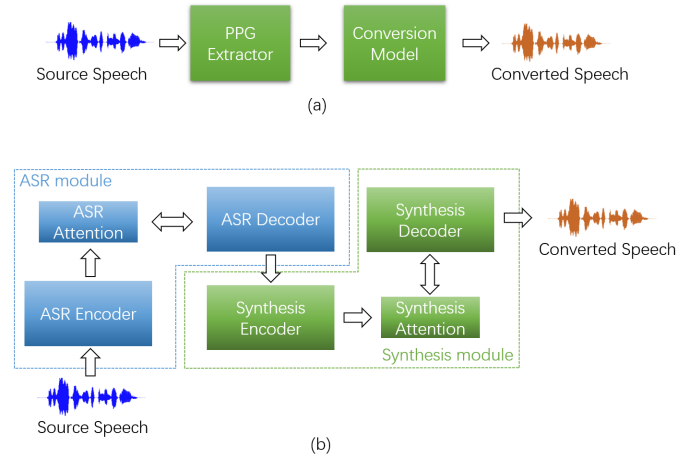 PPG
Extractor
Conversion
Model
Source Speech
Converted Speech
(a)
ASR module
ASR
Attention
ASR Decoder
Synthesis
Decoder
Converted Speech
ASR Encoder
Synthesis
Encoder
Synthesis
Attention
Synthesis module
Source Speech
(b)